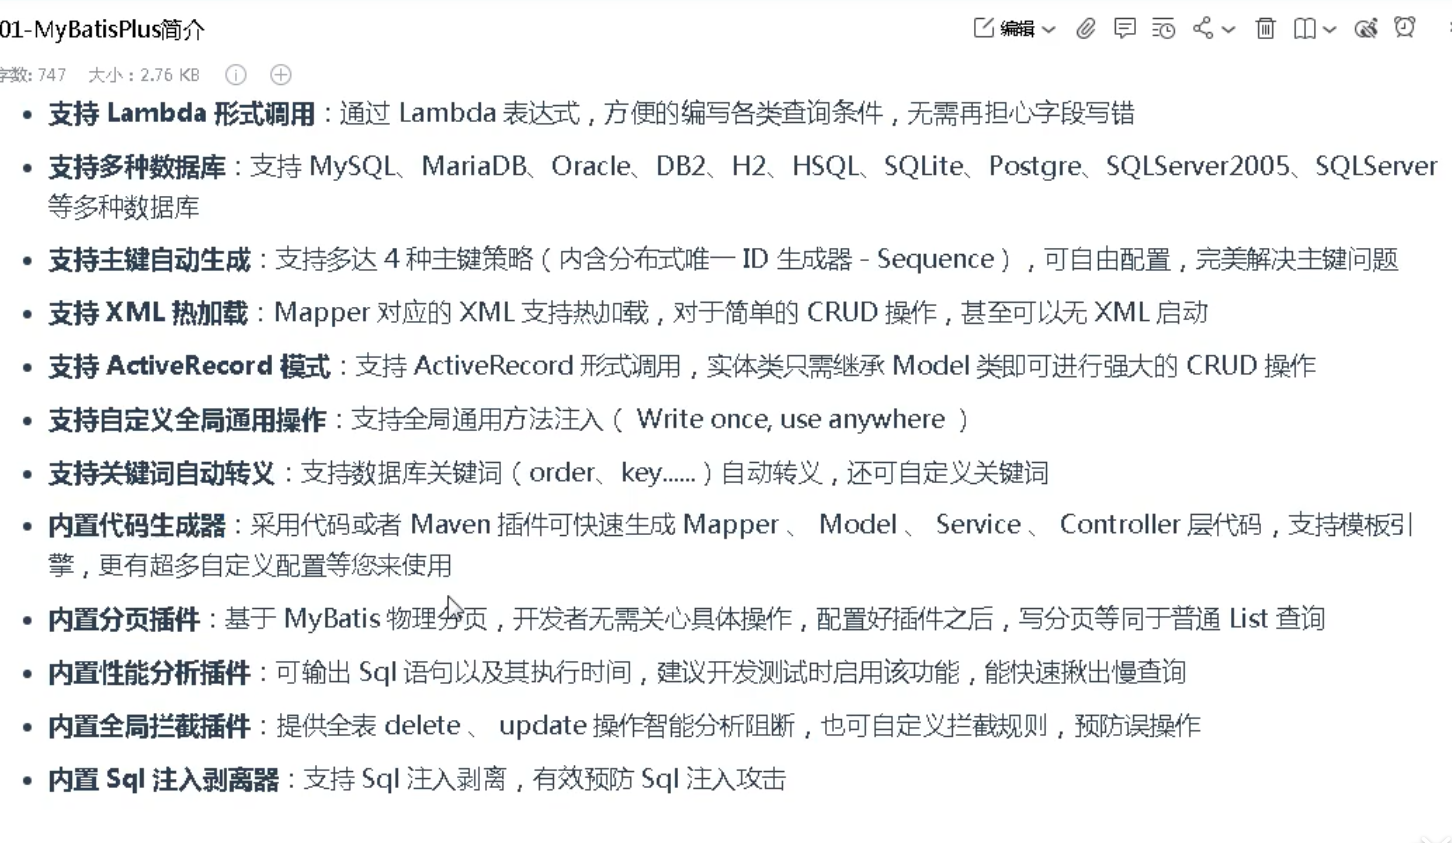 01-MyBatisPlus简介
编辑
字数: 747 大小：2.76 KB
支持 Lambda 形式调用：通过 Lambda 表达式，方便的编写各类查询条件，无需再担心字段写错
支持多种数据库：支持 MySQL、MariaDB、Oracle、DB2、H2、HSQL、SQLite、Postgre、SQLServer2005、SQLServer
等多种数据库
支持主键自动生成：支持多达 4 种主键策略（内含分布式唯一 ID 生成器 - Sequence），可自由配置，完美解决主键问题
支持 XML 热加载：Mapper 对应的 XML 支持热加载，对于简单的 CRUD 操作，甚至可以无 XML 启动
支持 ActiveRecord 模式：支持 ActiveRecord 形式调用，实体类只需继承 Model 类即可进行强大的 CRUD 操作
支持自定义全局通用操作：支持全局通用方法注入（ Write once, use anywhere ）
支持关键词自动转义：支持数据库关键词（order、key......）自动转义，还可自定义关键词
内置代码生成器：采用代码或者 Maven 插件可快速生成 Mapper 、 Model 、 Service 、 Controller 层代码，支持模板引
擎，更有超多自定义配置等您来使用
内置分页插件：基于 MyBatis 物理分页，开发者无需关心具体操作，配置好插件之后，写分页等同于普通 List 查询
内置性能分析插件：可输出 Sql 语句以及其执行时间，建议开发测试时启用该功能，能快速揪出慢查询
内置全局拦截插件：提供全表 delete 、 update 操作智能分析阻断，也可自定义拦截规则，预防误操作
内置 Sql 注入剥离器：支持 Sql 注入剥离，有效预防 Sql 注入攻击